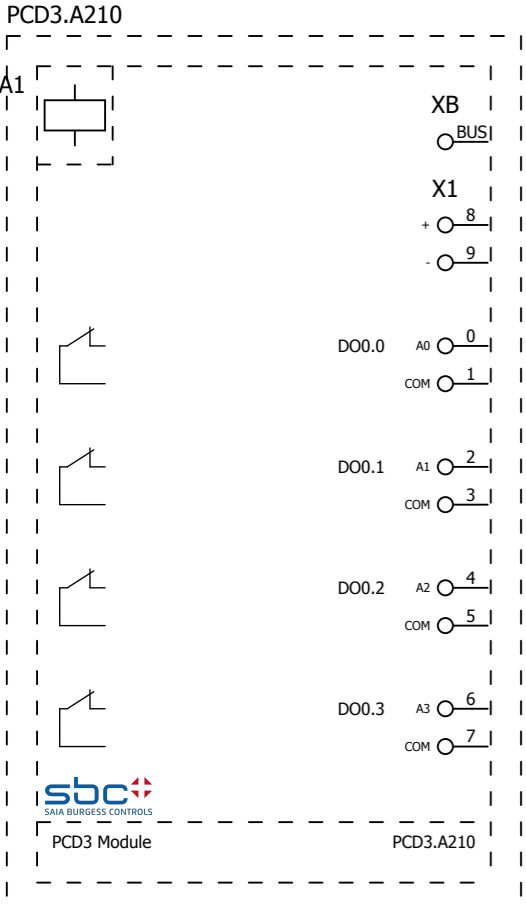 PCD3.A210
A1
XB
BUS
X1
+ 8
- 9
DO0.0 A0 0
COM 1
DO0.1 A1 2
COM 3
DO0.2 A2 4
COM 5
DO0.3 A3 6
COM 7
sbc
SAIA BURGESS CONTROLS
PCD3 Module PCD3.A210